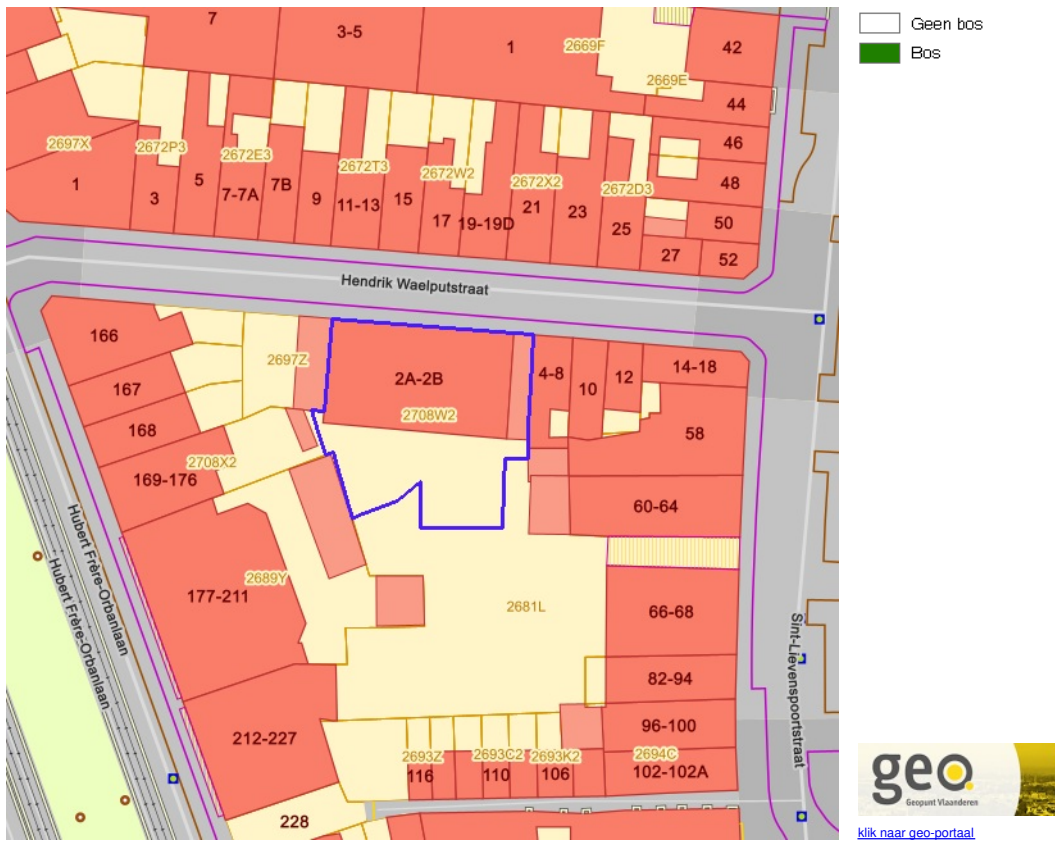 7
3-5
1
2669F
42
2669E
44
46
48
50
52
2697X
1
2672P3
3
5
2672E3
7-7A
7B
9
2672T3
11-13
15
2672W2
17
19-19D
2672X2
21
23
2672D3
25
27
Hendrik Waelputstraat
166
167
168
169-176
2697Z
2A-2B
2708W2
2708X2
4-8
10
12
14-18
58
60-64
177-211
2689Y
2681L
66-68
82-94
96-100
2694C
102-102A
212-227
2693Z
116
2693C2
110
2693K2
106
228
Hubert Frère-Orbanlaan
Hubert Frère-Orbanlaan
Sint-Lievenspoortstraat
Geen bos
Bos
geo
Geopunt Vlaanderen
klik naar geo-portaal